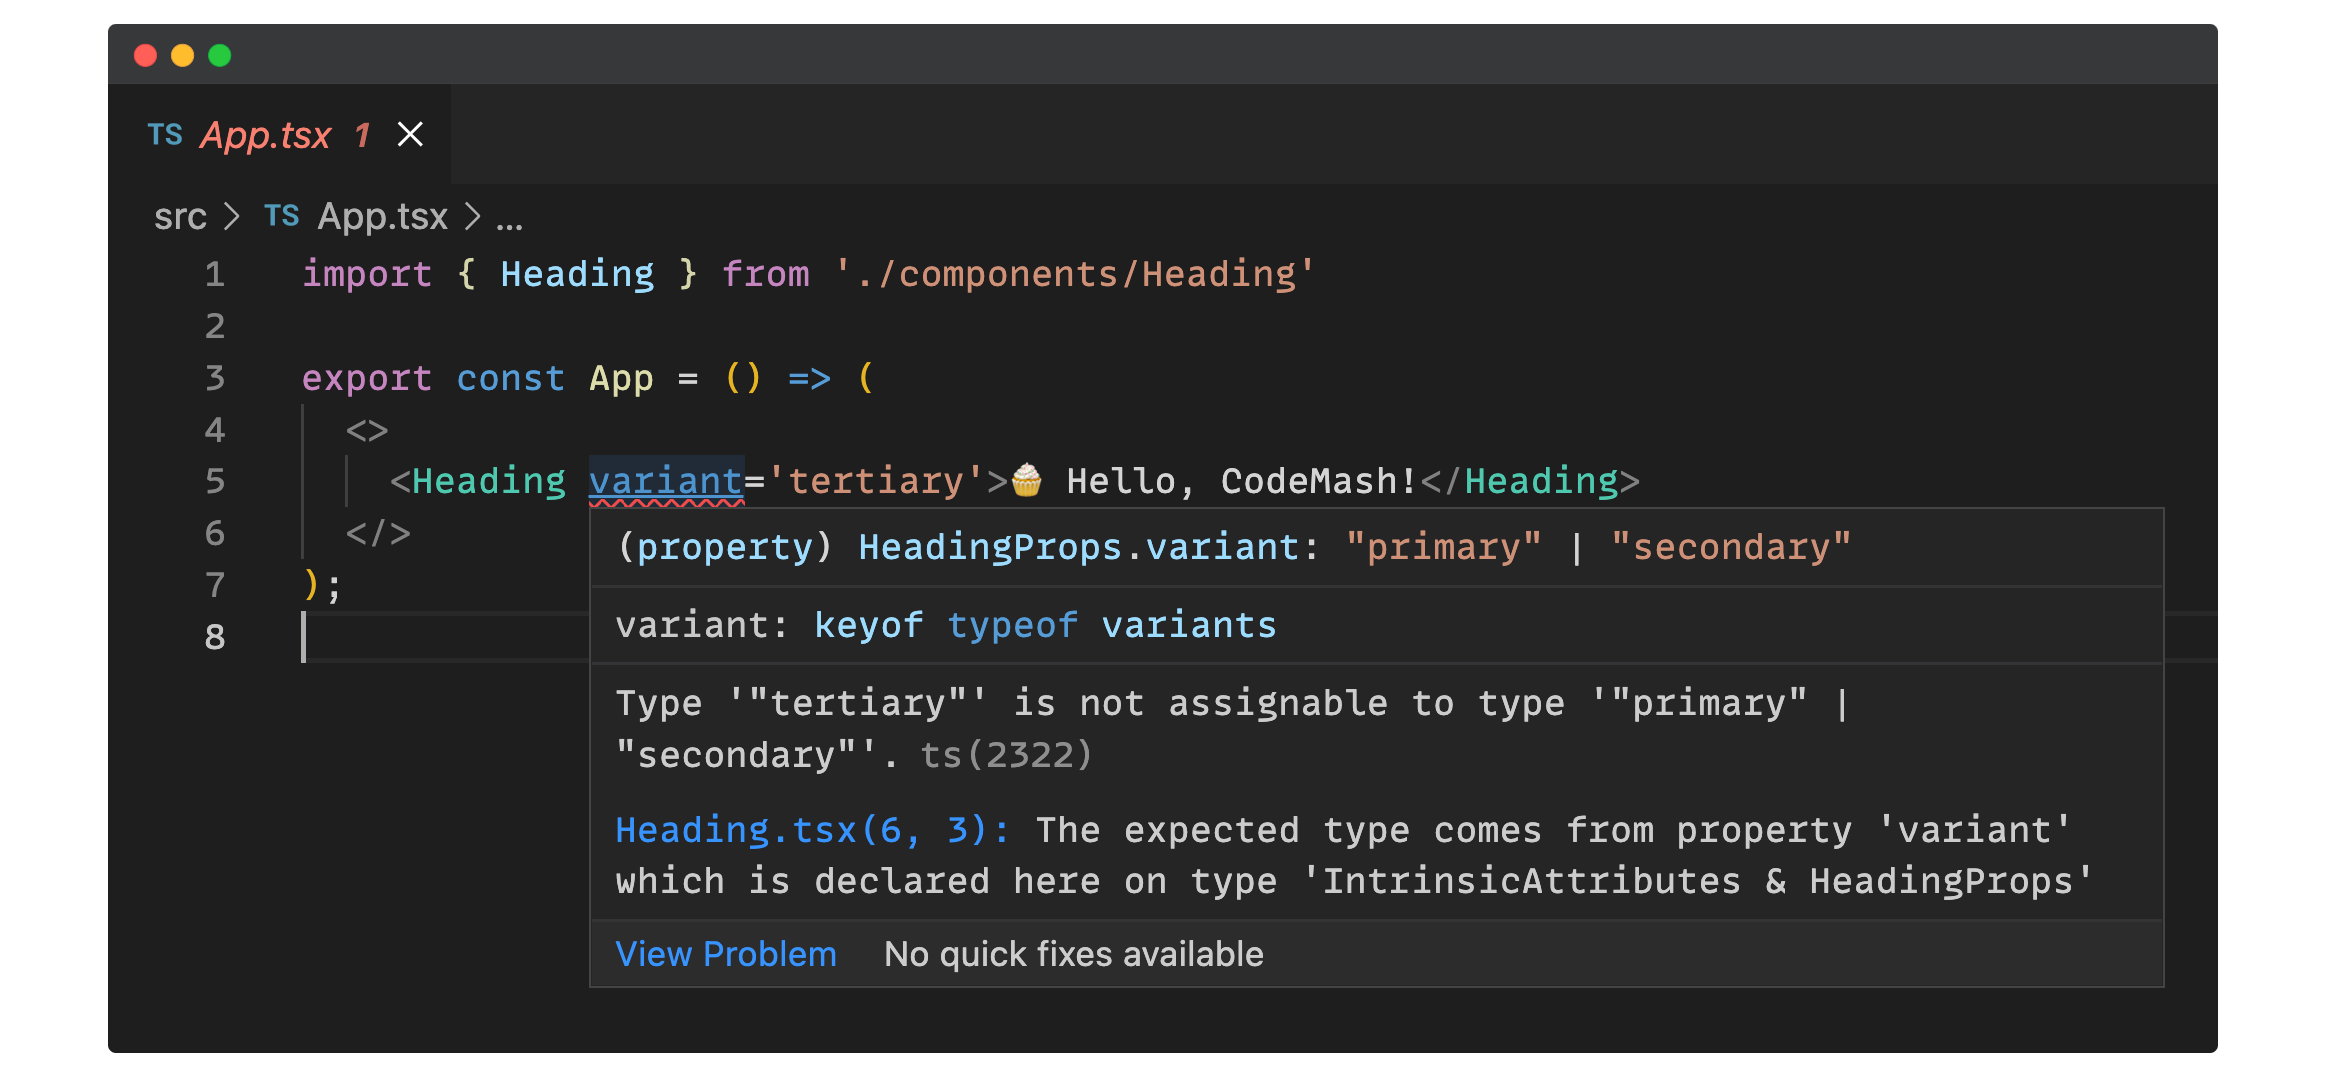 TS App.tsx 1
src > TS App.tsx > ...
1 import { Heading } from './components/Heading'
2
3 export const App = () => (
4 <>
5 <Heading variant='tertiary'>🧁 Hello, CodeMash!</Heading>
6 </>
7 );
8
(property) HeadingProps.variant: "primary" | "secondary"
variant: keyof typeof variants
Type '"tertiary"' is not assignable to type '"primary" |
"secondary"'. ts(2322)
Heading.tsx(6, 3): The expected type comes from property 'variant'
which is declared here on type 'IntrinsicAttributes & HeadingProps'
View Problem No quick fixes available